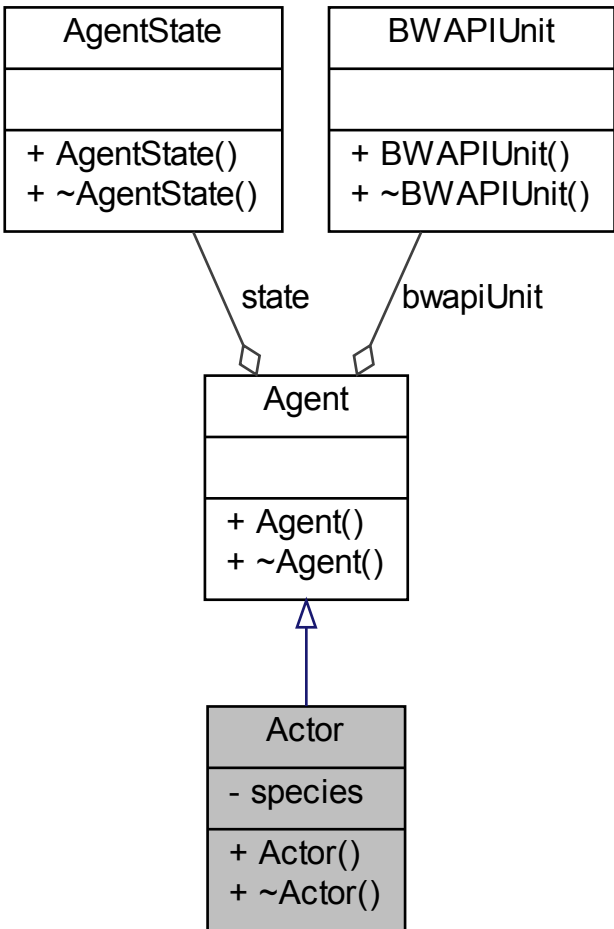 AgentState
+ AgentState()
+ ~AgentState()
BWAPIUnit
+ BWAPIUnit()
+ ~BWAPIUnit()
state
bwapiUnit
Agent
+ Agent()
+ ~Agent()
Actor
- species
+ Actor()
+ ~Actor()